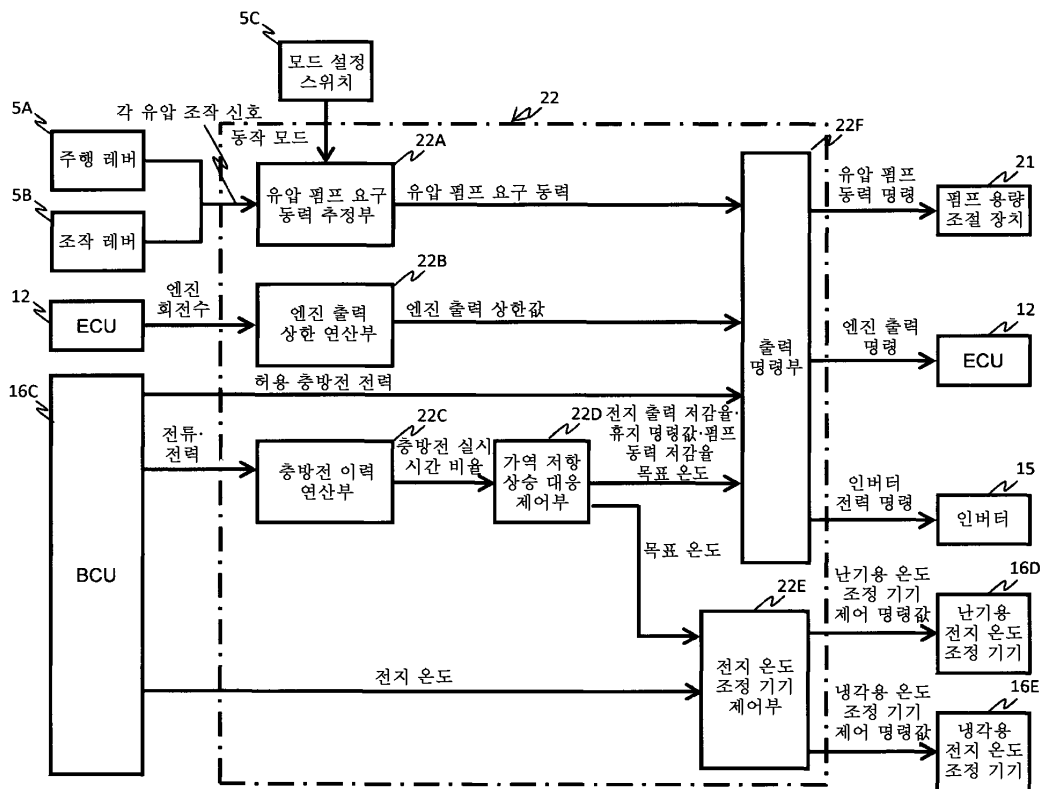 5C
모드 설정
스위치
5A
주행 레버
각 유압 조작 신호
동작 모드
22
22A
유압 펌프 요구
동력 추정부
유압 펌프 요구 동력
22F
유압 펌프
동력 명령
21
펌프 용량
조절 장치
5B
조작 레버
12
ECU
엔진
회전수
22B
엔진 출력
상한 연산부
엔진 출력 상한값
출력
명령부
엔진 출력
명령
12
ECU
16C
BCU
허용 충방전 전력
전류·
전력
22C
충방전 이력
연산부
충방전 실시
시간 비율
22D
가역 저항
상승 대응
제어부
전지 출력 저감율·
휴지 명령값·펌프
동력 저감율
목표 온도
인버터
전력 명령
15
인버터
목표 온도
22E
전지 온도
조정 기기
제어부
전지 온도
난기용 온도
조정 기기
제어 명령값
16D
난기용
전지 온도
조정 기기
냉각용 온도
조정 기기
제어 명령값
16E
냉각용
전지 온도
조정 기기